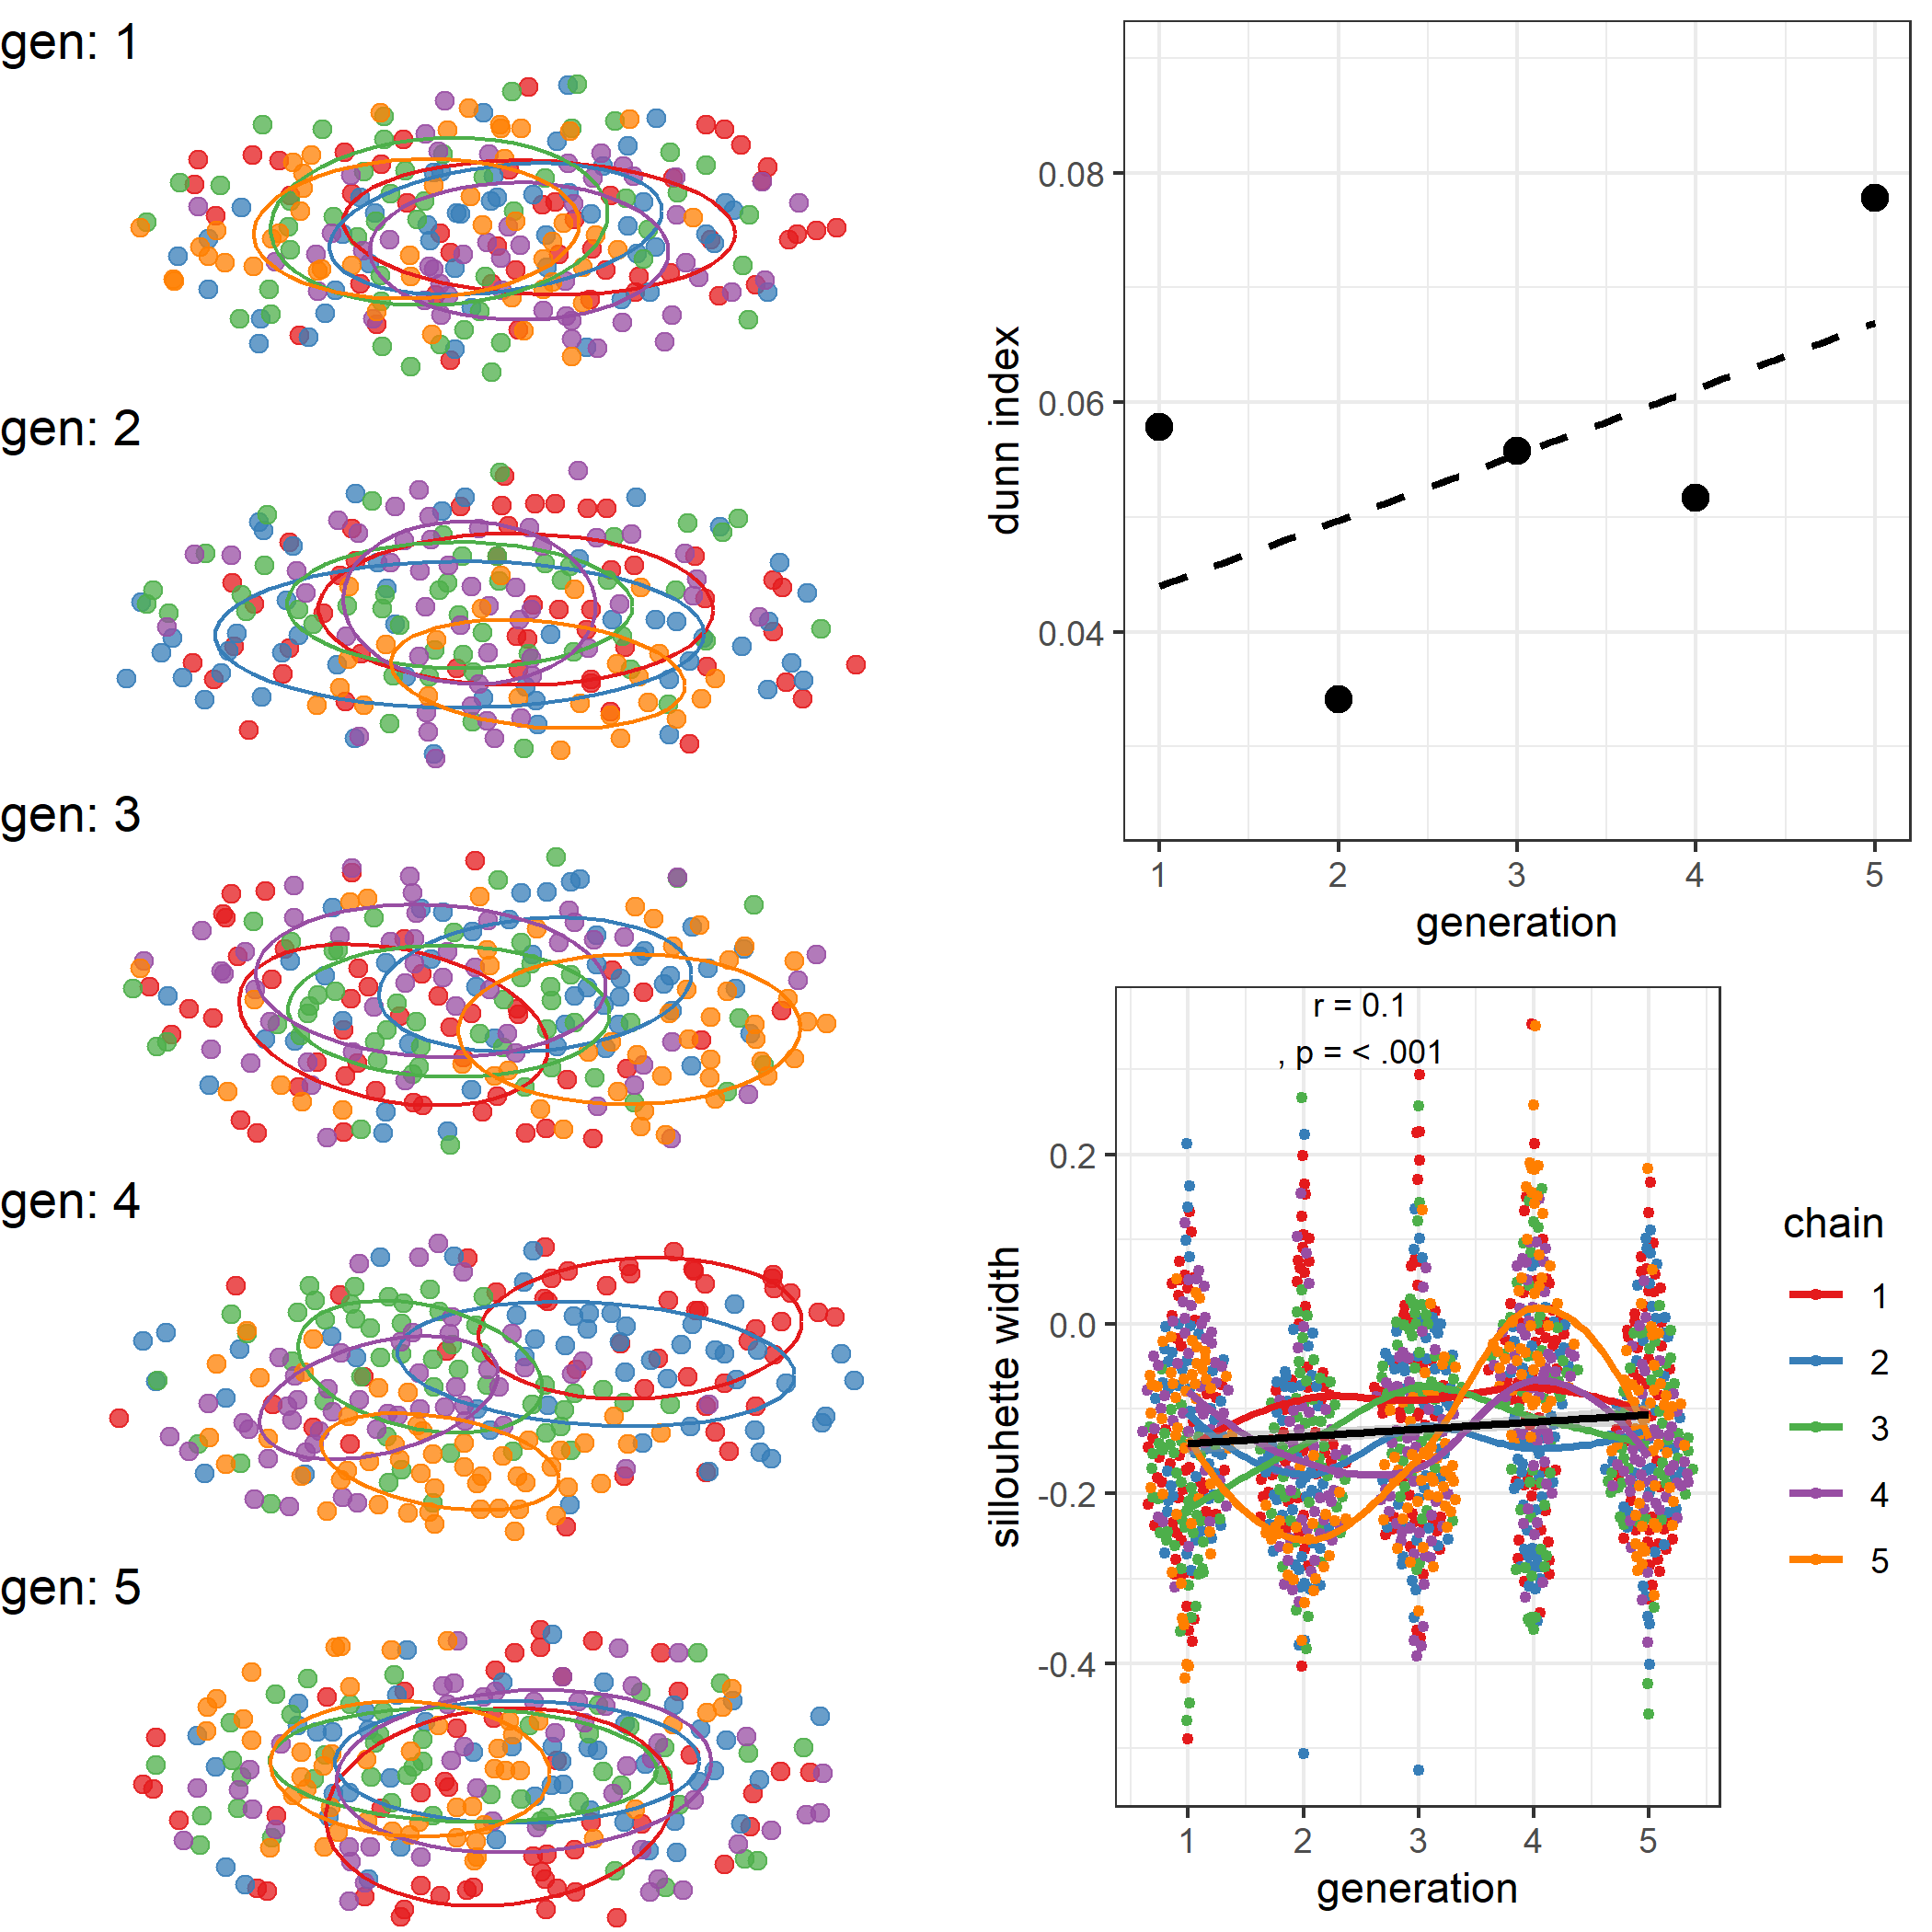 gen: 1
gen: 2
gen: 3
gen: 4
gen: 5
dunn index
0.08
0.06
0.04
1 2 3 4 5
generation
r = 0.1
, p = < .001
sillouhette width
0.2
0.0
-0.2
-0.4
1 2 3 4 5
generation
chain
1
2
3
4
5